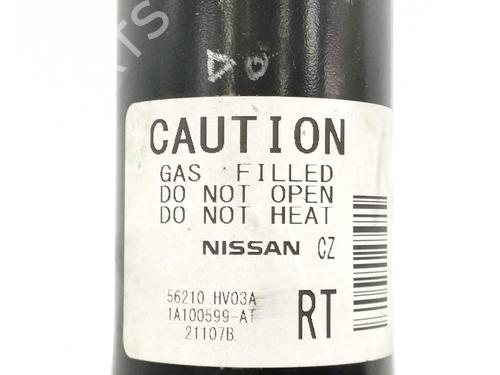 CAUTION
GAS FILLED
DO NOT OPEN
DO NOT HEAT
NISSAN CZ
56210 HV03A
1A100599-AT RT
21107B